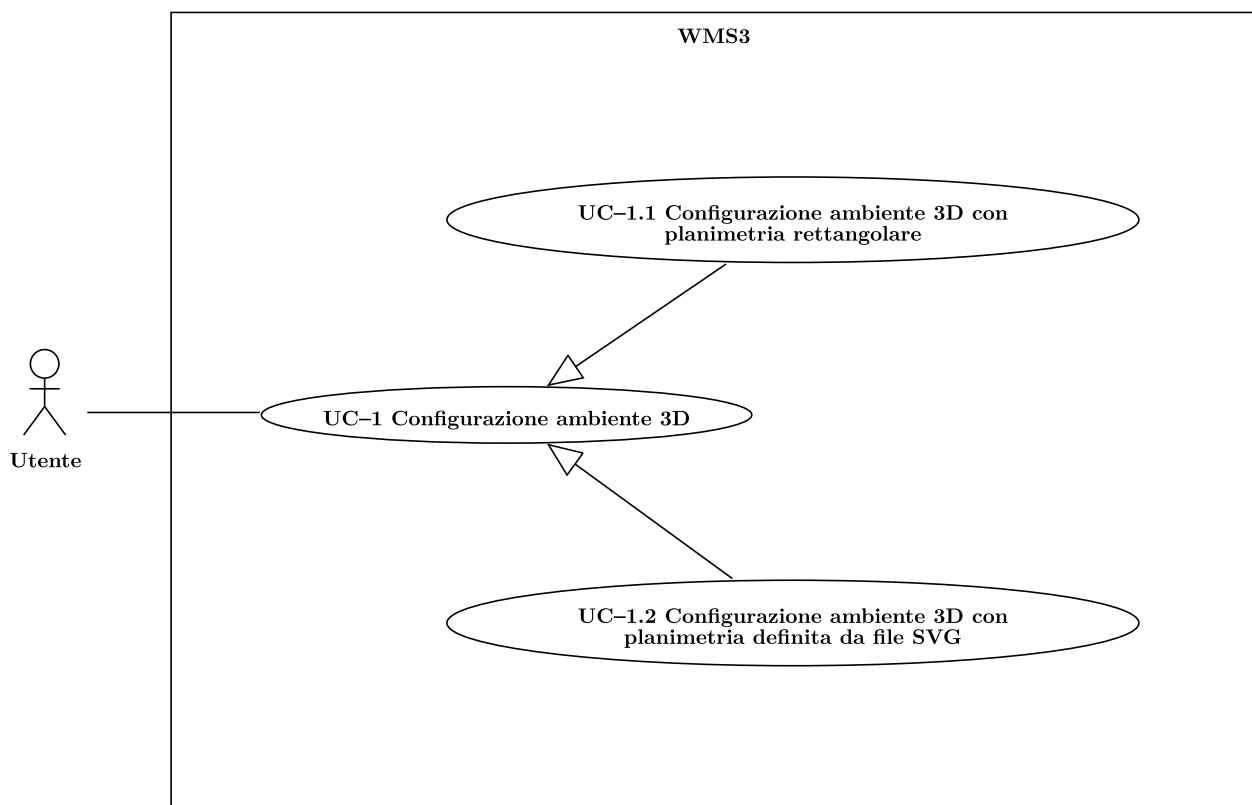 WMS3
UC–1.1 Configurazione ambiente 3D con
planimetria rettangolare
UC–1 Configurazione ambiente 3D
Utente
UC–1.2 Configurazione ambiente 3D con
planimetria definita da file SVG